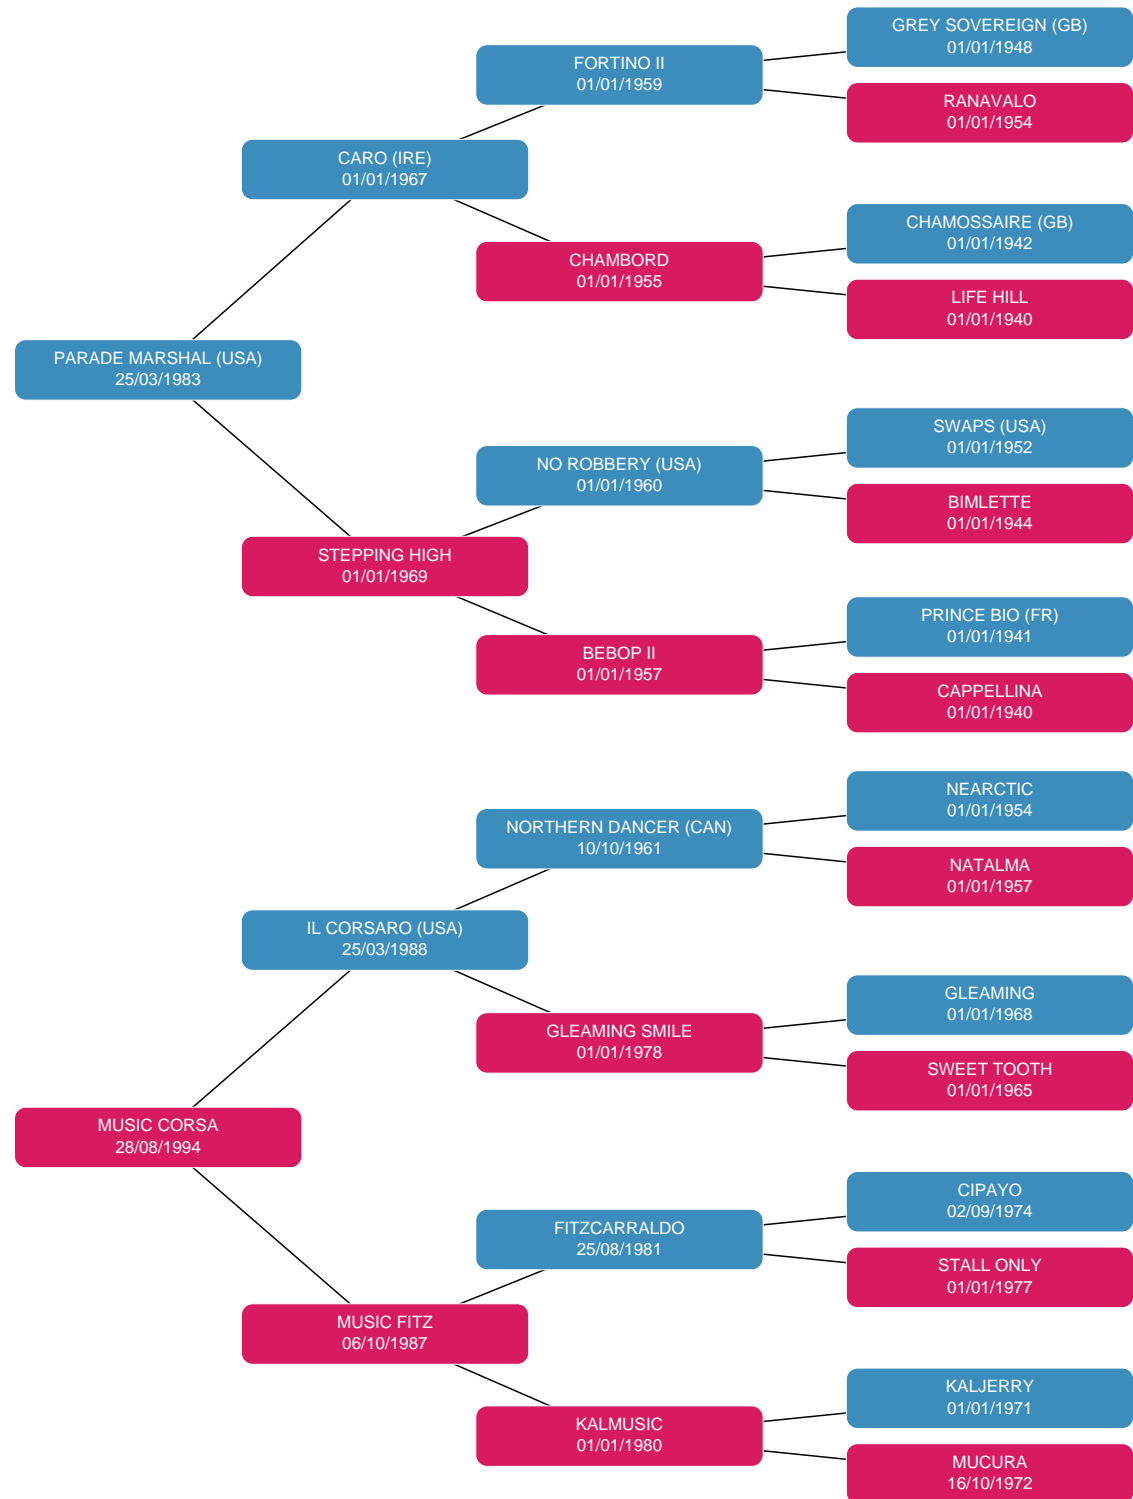 GREY SOVEREIGN (GB)
01/01/1948
FORTINO II
01/01/1959
RANAVALO
01/01/1954
CARO (IRE)
01/01/1967
CHAMOSSAIRE (GB)
01/01/1942
CHAMBORD
01/01/1955
LIFE HILL
01/01/1940
PARADE MARSHAL (USA)
25/03/1983
SWAPS (USA)
01/01/1952
NO ROBBERY (USA)
01/01/1960
BIMLETTE
01/01/1944
STEPPING HIGH
01/01/1969
PRINCE BIO (FR)
01/01/1941
BEBOP II
01/01/1957
CAPPELLINA
01/01/1940
NEARCTIC
01/01/1954
NORTHERN DANCER (CAN)
10/10/1961
NATALMA
01/01/1957
IL CORSARO (USA)
25/03/1988
GLEAMING
01/01/1968
GLEAMING SMILE
01/01/1978
SWEET TOOTH
01/01/1965
MUSIC CORSA
28/08/1994
CIPAYO
02/09/1974
FITZCARRALDO
25/08/1981
STALL ONLY
01/01/1977
MUSIC FITZ
06/10/1987
KALJERRY
01/01/1971
KALMUSIC
01/01/1980
MUCURA
16/10/1972